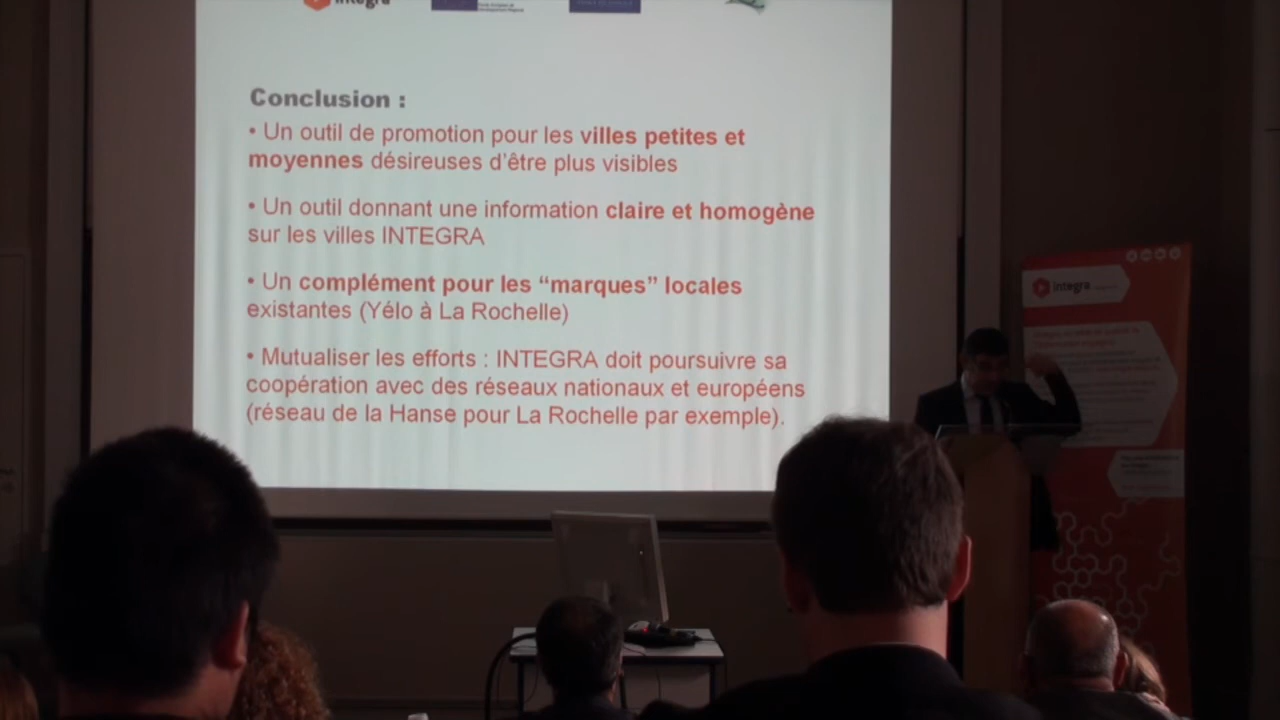 integra
Conclusion :
• Un outil de promotion pour les villes petites et
moyennes désireuses d'être plus visibles
• Un outil donnant une information claire et homogène
sur les villes INTEGRA
• Un complément pour les “marques” locales
existantes (Yélo à La Rochelle)
• Mutualiser les efforts : INTEGRA doit poursuivre sa
coopération avec des réseaux nationaux et européens
(réseau de la Hanse pour La Rochelle par exemple).
integra